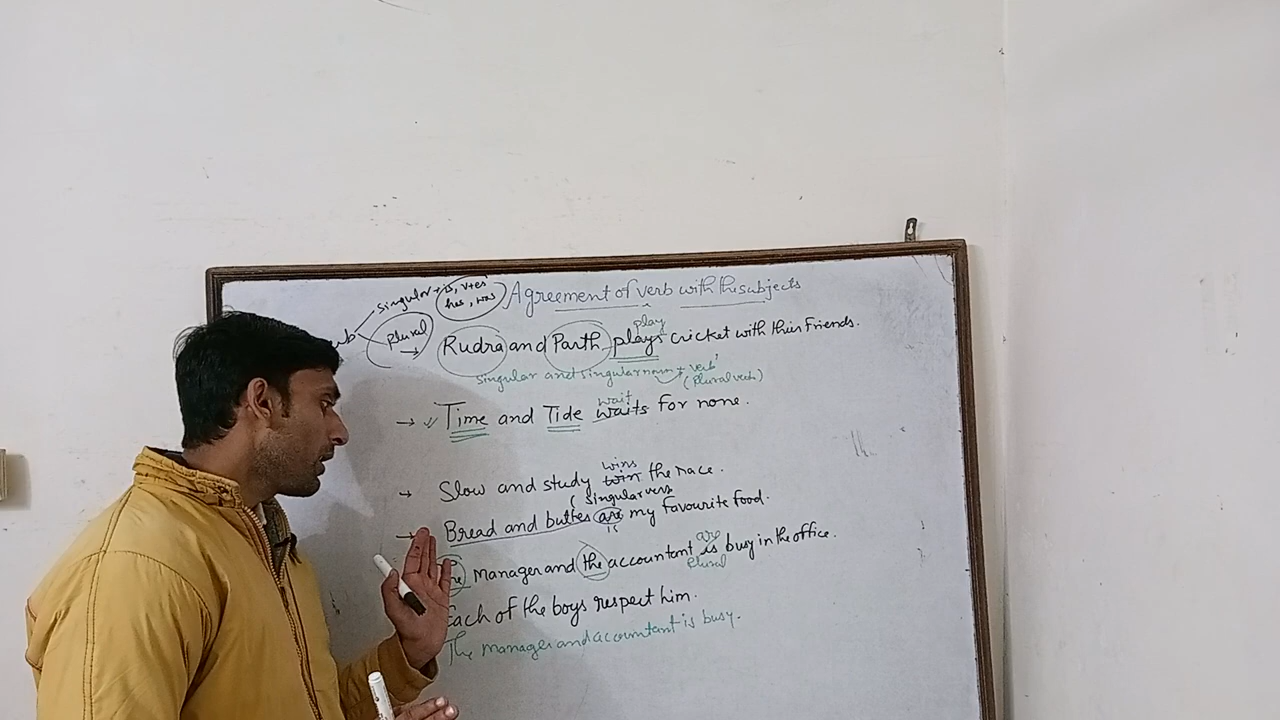 singular + is, v+es
has, was
Agreement of verb with the subjects
plural
play
→ Rudra and Parth plays cricket with their Friends.
singular and singular noun + verb
(plural verb)
wait
→ Time and Tide waits for none.
wins
→ Slow and study win the race.
(singular verb
→ Bread and butter are my favourite food.
is
are
manager and the accountant is busy in the office.
Plural
Each of the boys respect him.
The manager and accountant is busy.